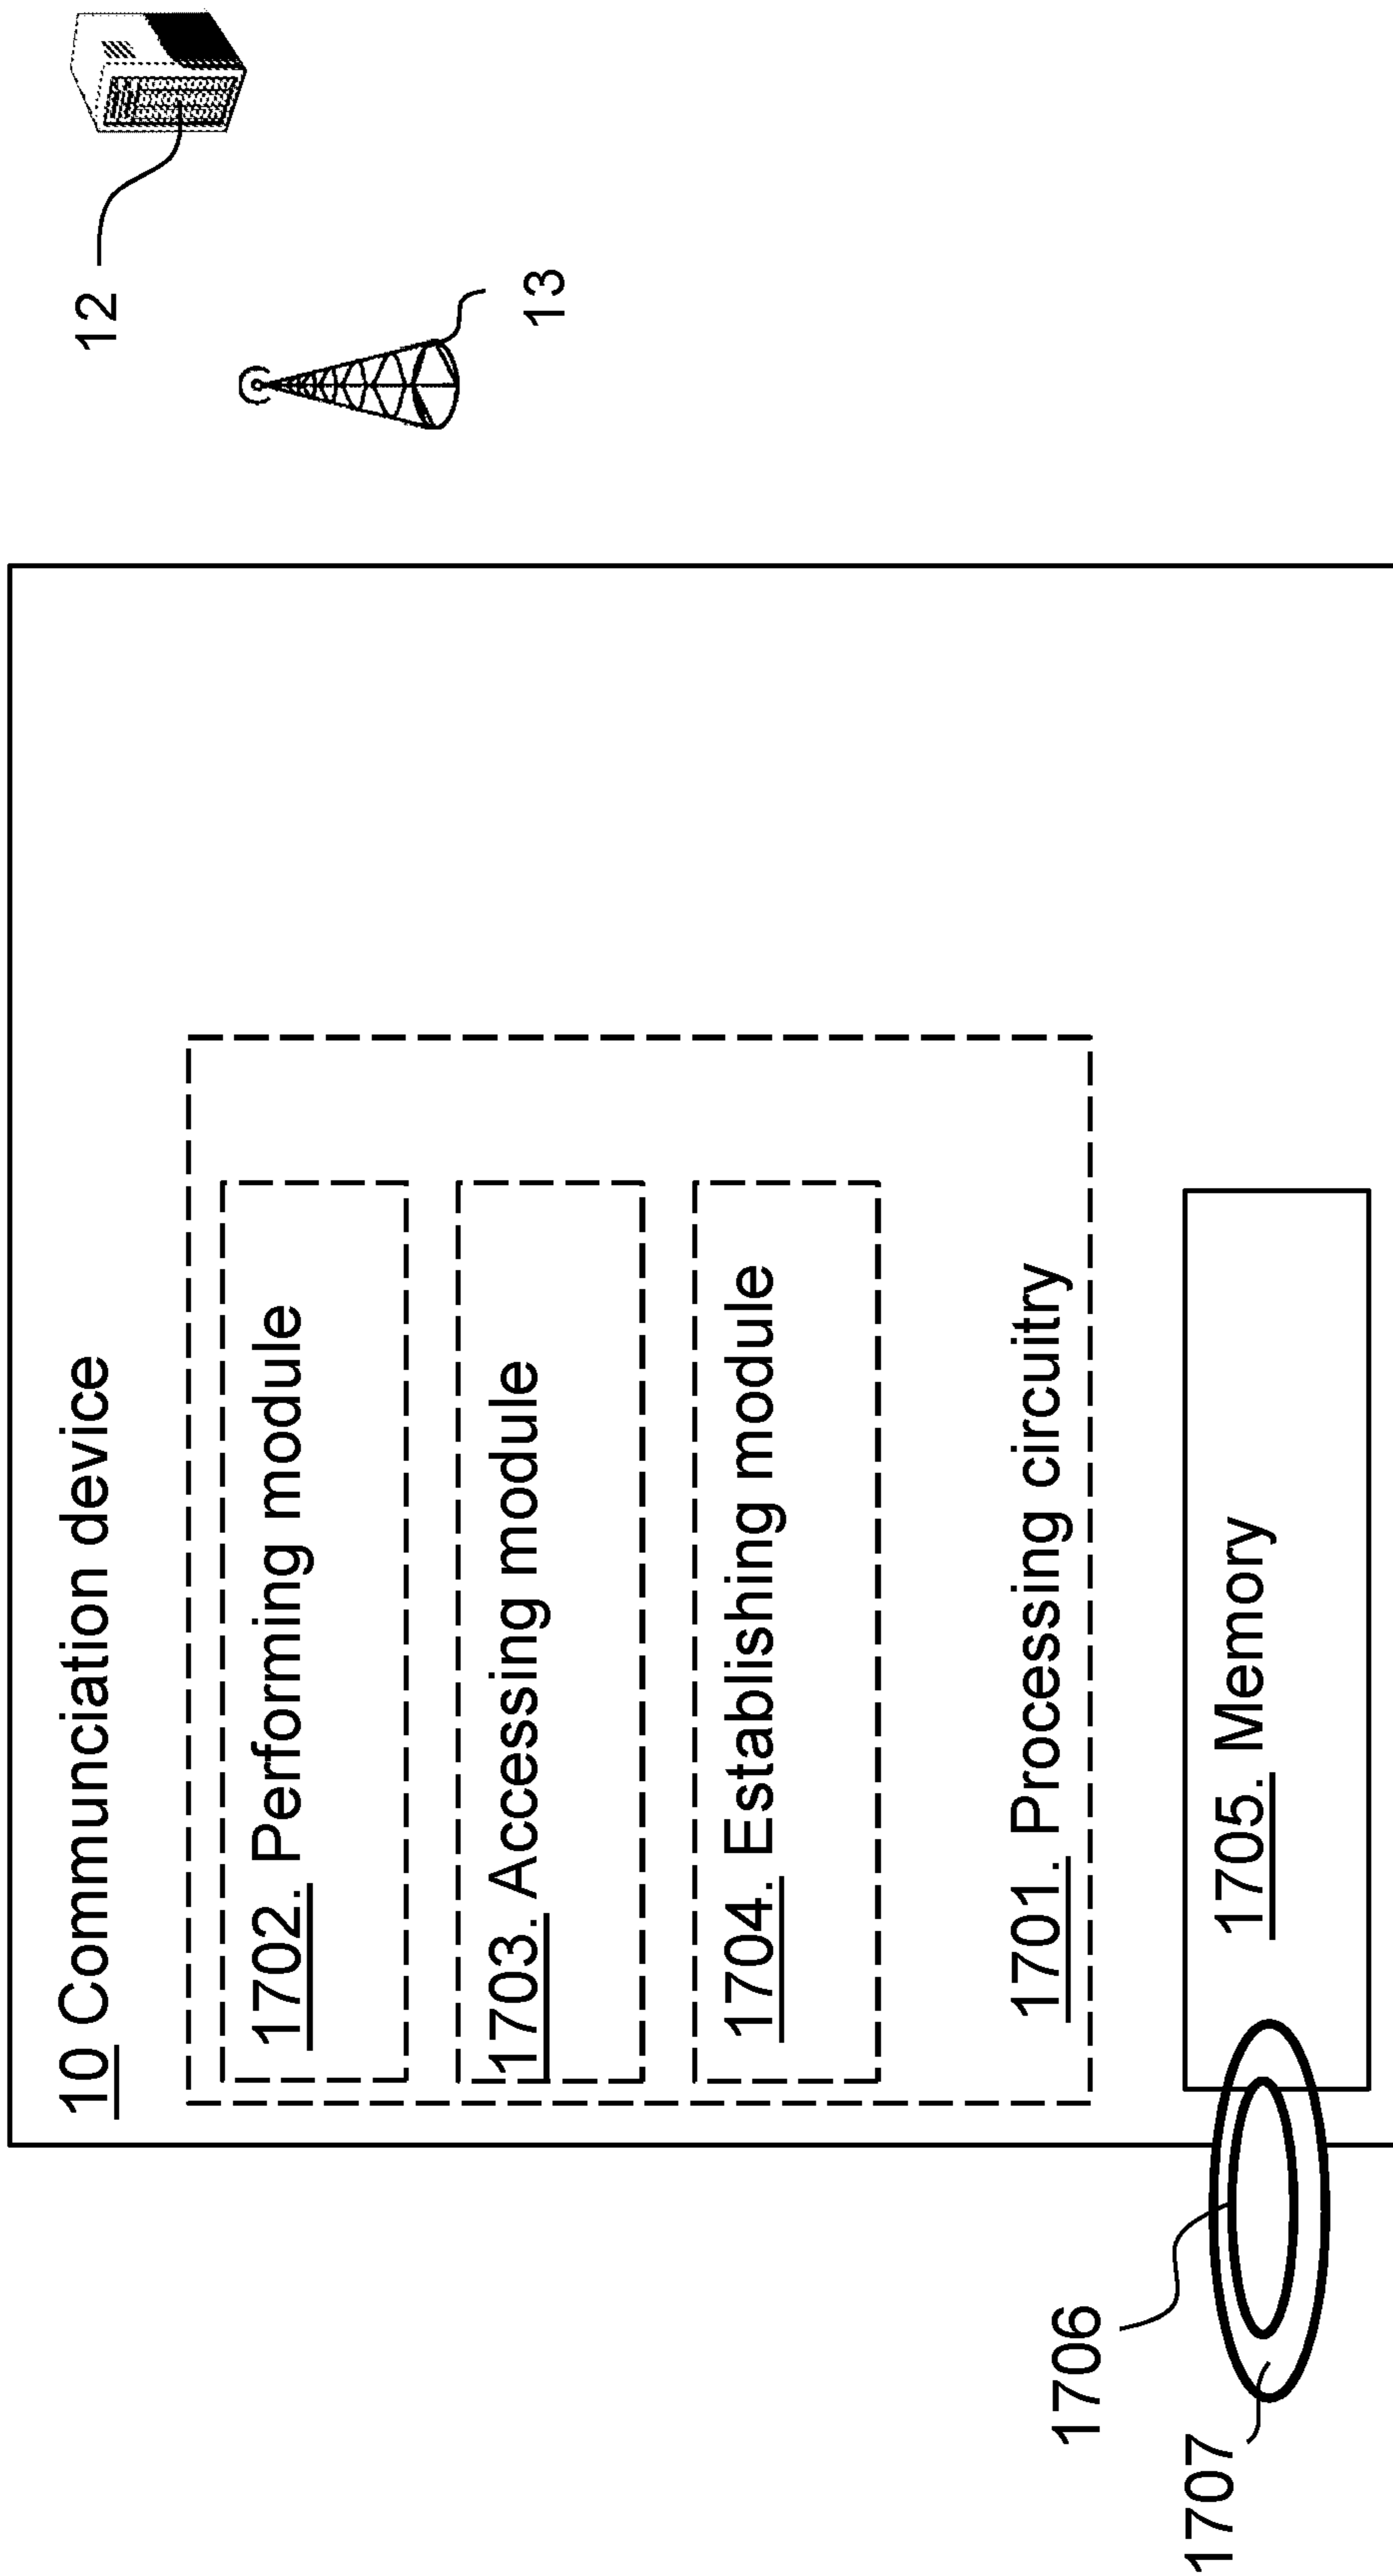 10 Communciation device
1702. Performing module
1703. Accessing module
1704. Establishing module
1701. Processing circuitry
1705. Memory
1706
1707
12
13